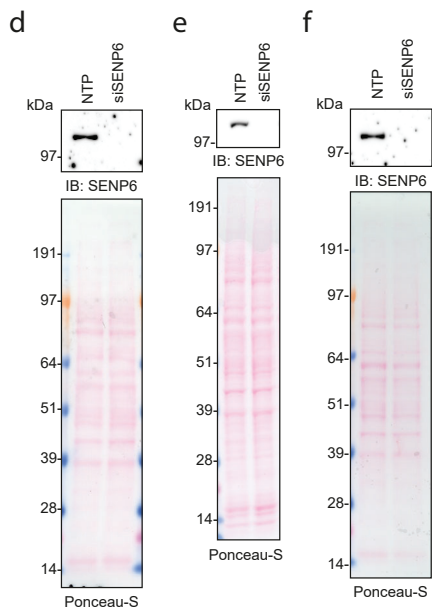 d
NTP
siSENP6
kDa
97-
IB: SENP6
191-
97-
64-
51-
39-
28-
14-
Ponceau-S
e
NTP
siSENP6
kDa
97-
IB: SENP6
191-
97-
64-
51-
39-
28-
14-
Ponceau-S
f
NTP
siSENP6
kDa
97-
IB: SENP6
191-
97-
64-
51-
39-
28-
14-
Ponceau-S